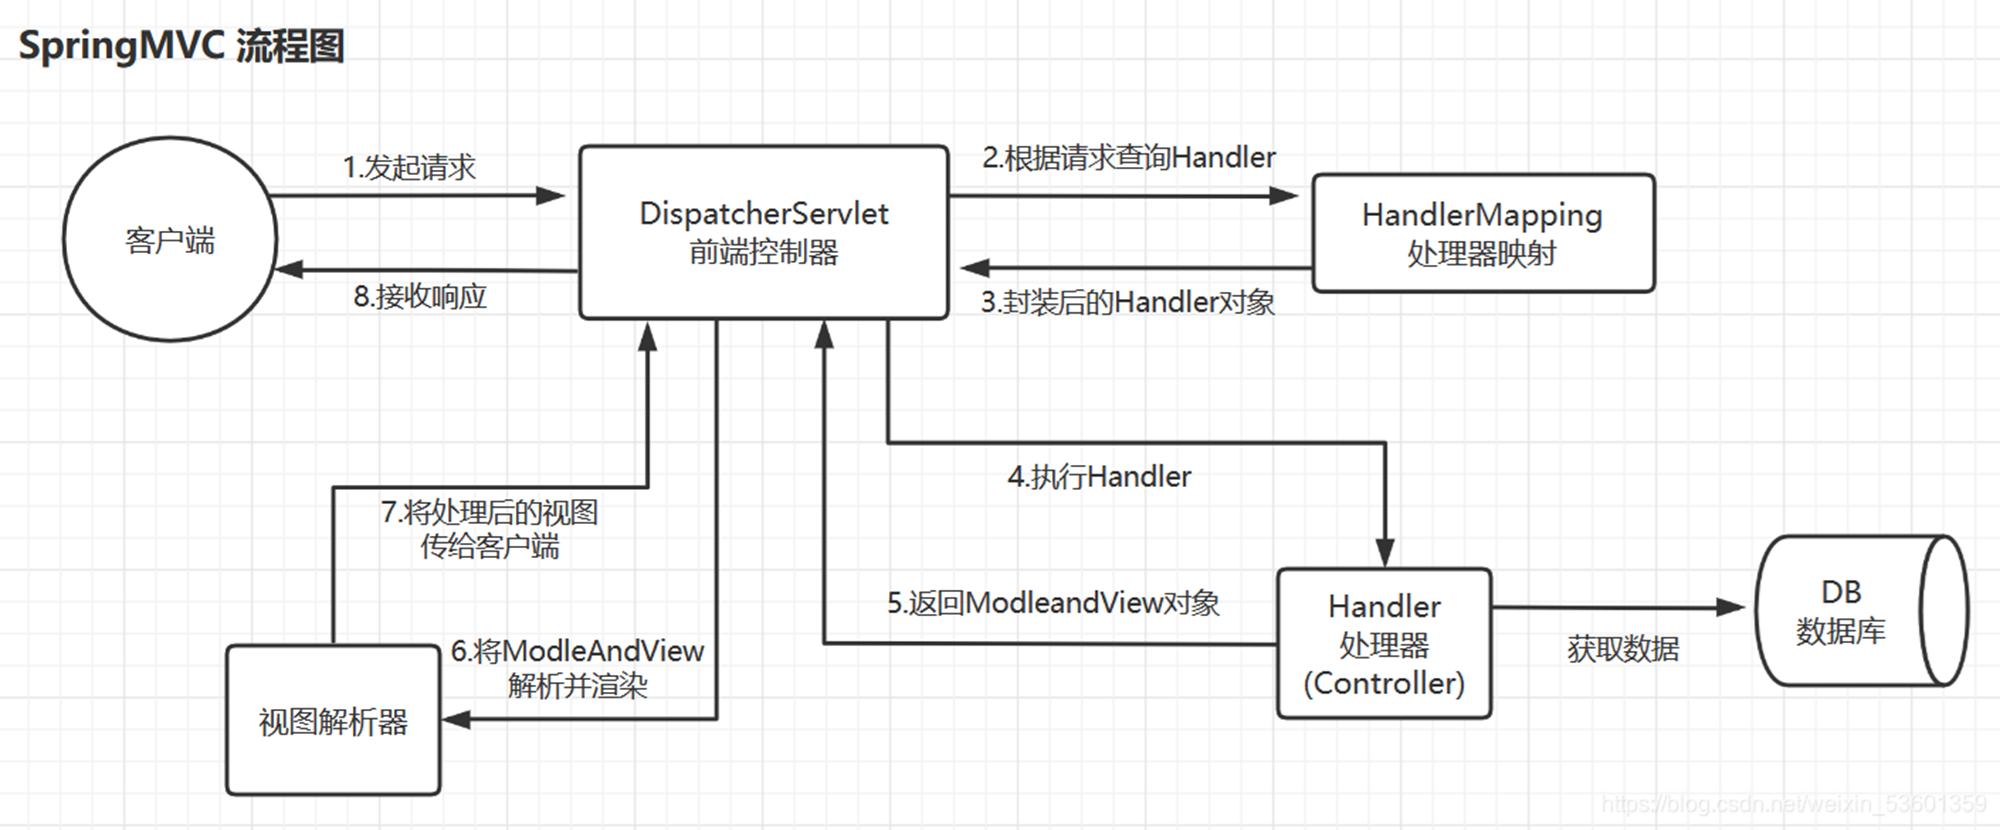 SpringMVC 流程图
1.发起请求
2.根据请求查询Handler
客户端
DispatcherServlet
前端控制器
HandlerMapping
处理器映射
8.接收响应
3.封装后的Handler对象
4.执行Handler
7.将处理后的视图
传给客户端
5.返回ModleandView对象
Handler
处理器
(Controller)
获取数据
DB
数据库
6.将ModleAndView
解析并渲染
视图解析器
https://blog.csdn.net/weixin_53601359